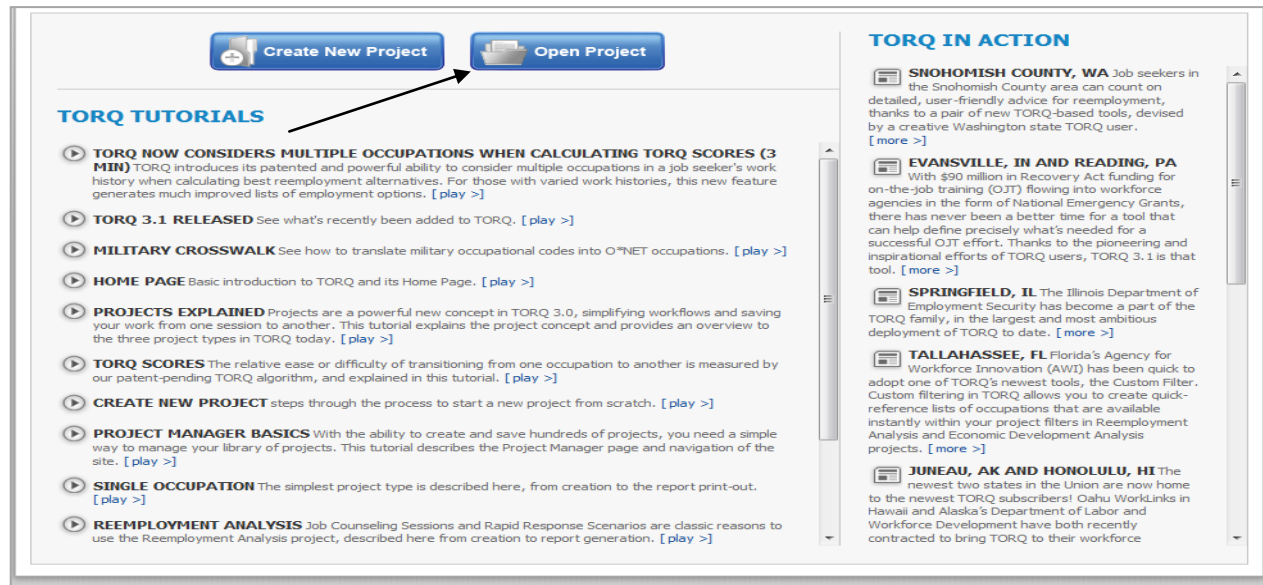 Create New Project
Open Project
TORQ TUTORIALS
TORQ NOW CONSIDERS MULTIPLE OCCUPATIONS WHEN CALCULATING TORQ SCORES (3
MIN) TORQ introduces its patented and powerful ability to consider multiple occupations in a job seeker's work
history when calculating best reemployment alternatives. For those with varied work histories, this new feature
generates much improved lists of employment options. [ play >]
TORQ 3.1 RELEASED See what's recently been added to TORQ. [ play >]
MILITARY CROSSWALK See how to translate military occupational codes into O*NET occupations. [ play >]
HOME PAGE Basic introduction to TORQ and its Home Page. [ play >]
PROJECTS EXPLAINED Projects are a powerful new concept in TORQ 3.0, simplifying workflows and saving
your work from one session to another. This tutorial explains the project concept and provides an overview to
the three project types in TORQ today. [ play >]
TORQ SCORES The relative ease or difficulty of transitioning from one occupation to another is measured by
our patent-pending TORQ algorithm, and explained in this tutorial. [ play >]
CREATE NEW PROJECT steps through the process to start a new project from scratch. [ play >]
PROJECT MANAGER BASICS With the ability to create and save hundreds of projects, you need a simple
way to manage your library of projects. This tutorial describes the Project Manager page and navigation of the
site. [ play >]
SINGLE OCCUPATION The simplest project type is described here, from creation to the report print-out.
[ play >]
REEMPLOYMENT ANALYSIS Job Counseling Sessions and Rapid Response Scenarios are classic reasons to
use the Reemployment Analysis project, described here from creation to report generation. [ play >]
TORQ IN ACTION
SNOHOMISH COUNTY, WA Job seekers in
the Snohomish County area can count on
detailed, user-friendly advice for reemployment,
thanks to a pair of new TORQ-based tools, devised
by a creative Washington state TORQ user.
[ more >]
EVANSVILLE, IN AND READING, PA
With $90 million in Recovery Act funding for
on-the-job training (OJT) flowing into workforce
agencies in the form of National Emergency Grants,
there has never been a better time for a tool that
can help define precisely what's needed for a
successful OJT effort. Thanks to the pioneering and
inspirational efforts of TORQ users, TORQ 3.1 is that
tool. [ more >]
SPRINGFIELD, IL The Illinois Department of
Employment Security has become a part of the
TORQ family, in the largest and most ambitious
deployment of TORQ to date. [ more >]
TALLAHASSEE, FL Florida's Agency for
Workforce Innovation (AWI) has been quick to
adopt one of TORQ's newest tools, the Custom Filter.
Custom filtering in TORQ allows you to create quick-
reference lists of occupations that are available
instantly within your project filters in Reemployment
Analysis and Economic Development Analysis
projects. [ more >]
JUNEAU, AK AND HONOLULU, HI The
newest two states in the Union are now home
to the newest TORQ subscribers! Oahu WorkLinks in
Hawaii and Alaska's Department of Labor and
Workforce Development have both recently
contracted to bring TORQ to their workforce